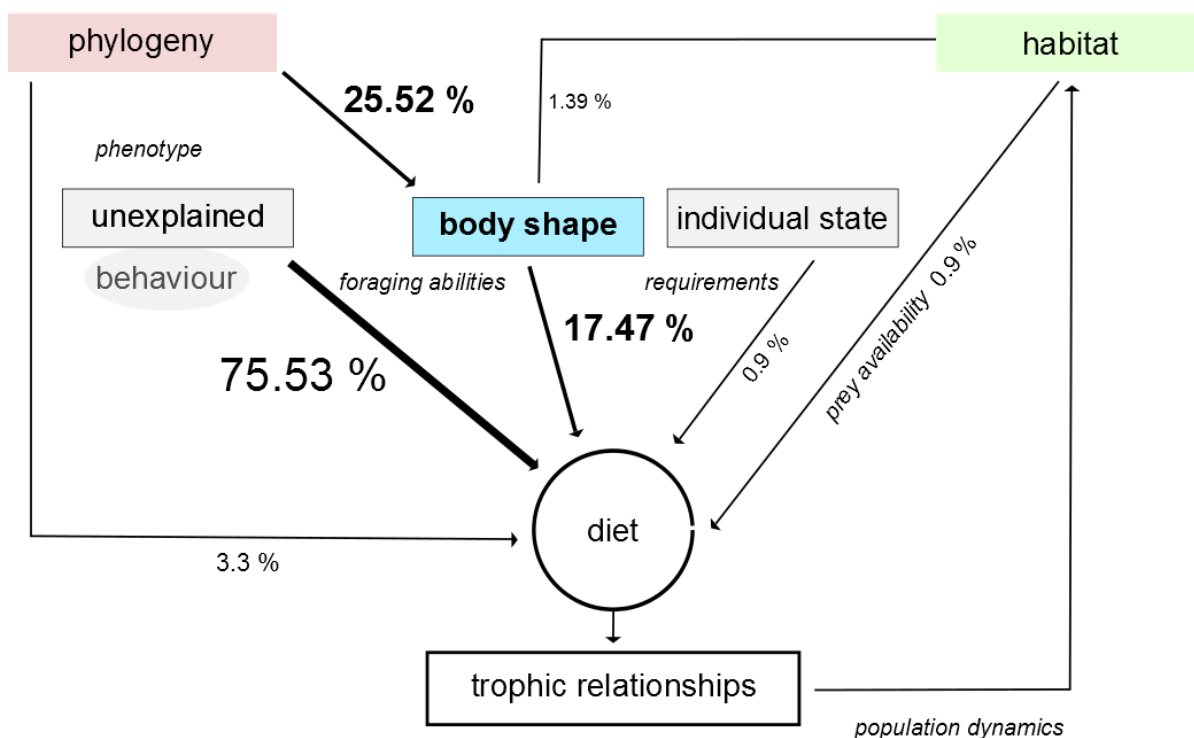 phylogeny
habitat
25.52 %
1.39 %
phenotype
unexplained
body shape
individual state
behaviour
foraging abilities
requirements
17.47 %
75.53 %
0.9 %
prey availability 0.9 %
diet
3.3 %
trophic relationships
population dynamics